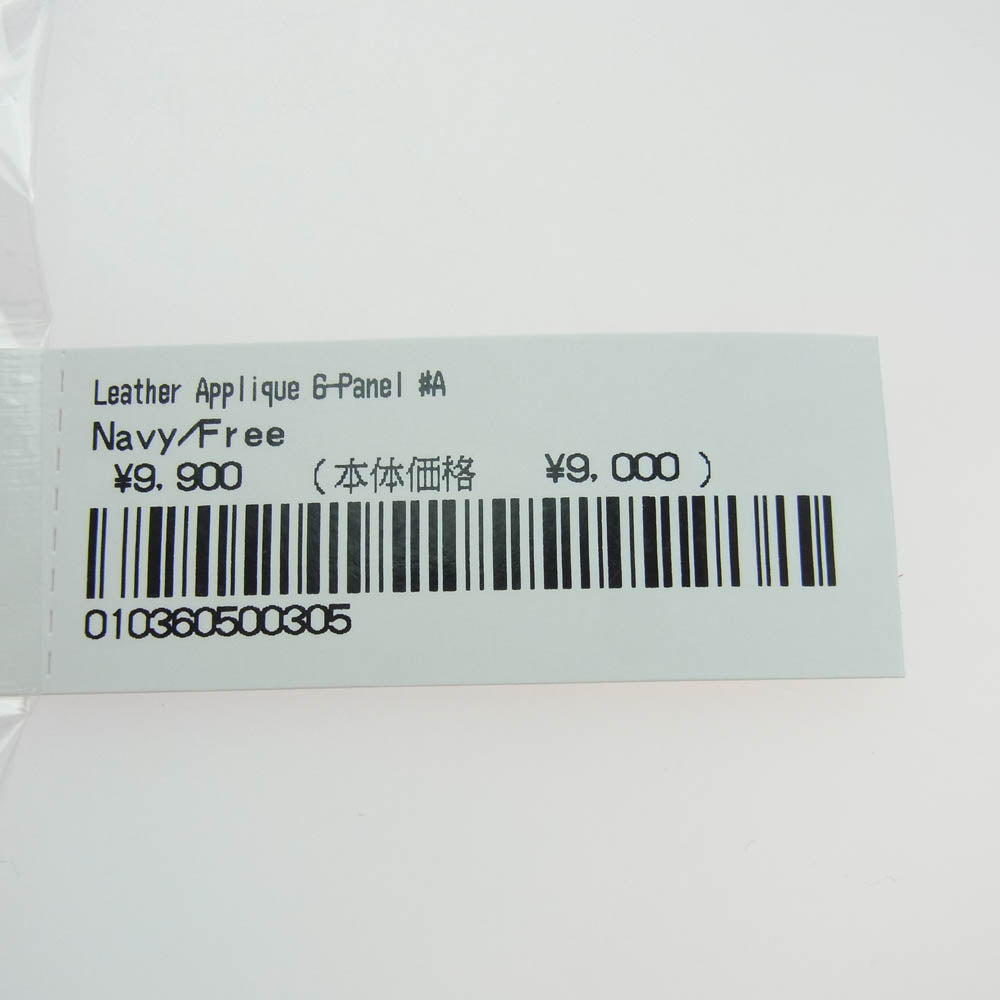 Leather Applique 6-Panel #A
Navy/Free
¥9,900 (本体価格 ¥9,000 )
010360500305